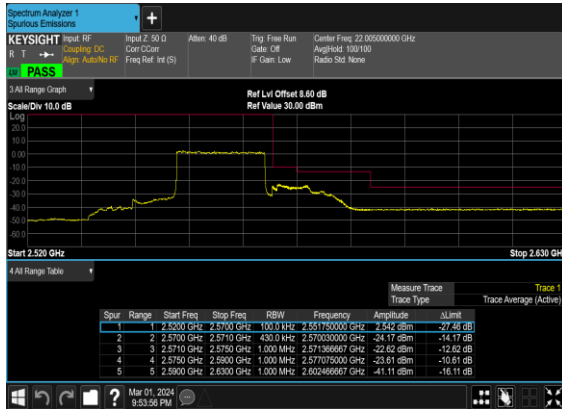 Spectrum Analyzer 1
Spurious Emissions
+
KEYSIGHT Input: RF Input Z: 50 Ω Atten: 40 dB Trig: Free Run Center Freq: 22.005000000 GHz
R T Coupling: DC Corr CCorr Gate: Off Avg|Hold: 100/100
Align: Auto/No RF Freq Ref: Int (S) IF Gain: Low Radio Std: None
PASS
3 All Range Graph
Ref Lvl Offset 8.60 dB
Scale/Div 10.0 dB Ref Value 30.00 dBm
Log
20.0
10.0
0.00
-10.0
-20.0
-30.0
-40.0
-50.0
-60.0
Start 2.520 GHz Stop 2.630 GH
4 All Range Table
Measure Trace Trace 1
Trace Type Trace Average (Active)
Spur Range Start Freq Stop Freq RBW Frequency Amplitude ΔLimit
1 1 2.5200 GHz 2.5700 GHz 100.0 kHz 2.551750000 GHz 2.542 dBm -27.46 dB
2 2 2.5700 GHz 2.5710 GHz 430.0 kHz 2.570030000 GHz -24.17 dBm -14.17 dB
3 3 2.5710 GHz 2.5750 GHz 1.000 MHz 2.571366667 GHz -22.62 dBm -12.62 dB
4 4 2.5750 GHz 2.5900 GHz 1.000 MHz 2.577075000 GHz -23.61 dBm -10.61 dB
5 5 2.5900 GHz 2.6300 GHz 1.000 MHz 2.602466667 GHz -41.11 dBm -16.11 dB
? Mar 01, 2024
9:53:56 PM